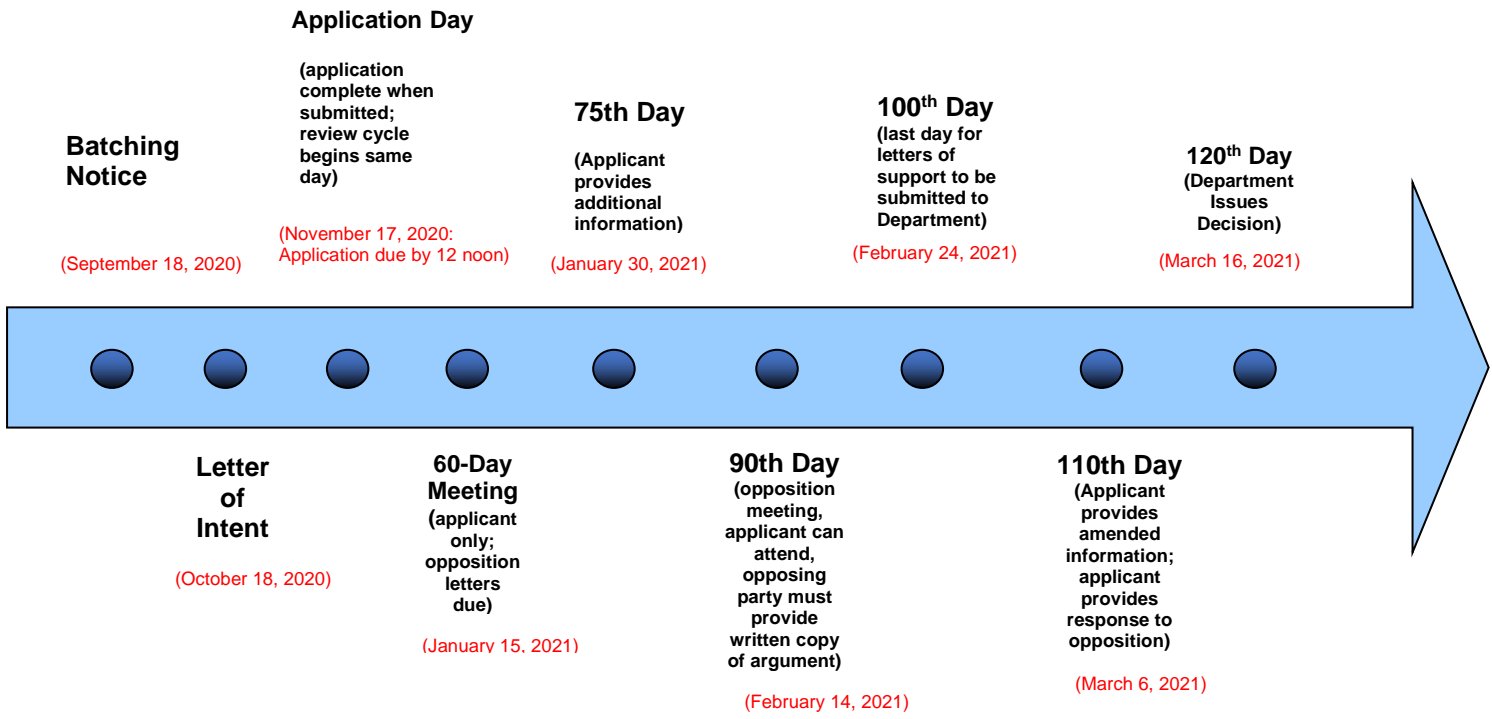 Batching
Notice
(September 18, 2020)
Letter
of
Intent
(October 18, 2020)
Application Day
(application
complete when
submitted;
review cycle
begins same
day)
(November 17, 2020:
Application due by 12 noon)
60-Day
Meeting
(applicant
only;
opposition
letters
due)
(January 15, 2021)
75th Day
(Applicant
provides
additional
information)
(January 30, 2021)
90th Day
(opposition
meeting,
applicant can
attend,
opposing
party must
provide
written copy
of argument)
(February 14, 2021)
100th Day
(last day for
letters of
support to be
submitted to
Department)
(February 24, 2021)
110th Day
(Applicant
provides
amended
information;
applicant
provides
response to
opposition)
(March 6, 2021)
120th Day
(Department
Issues
Decision)
(March 16, 2021)